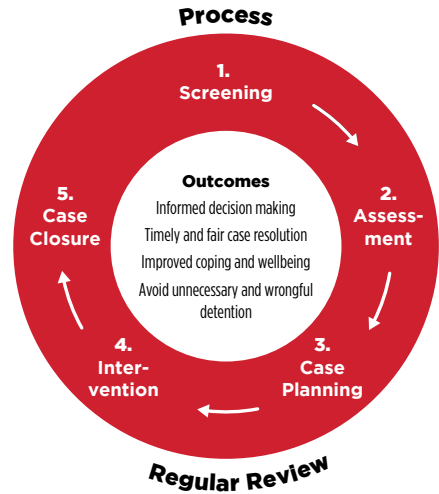 Process
1.
Screening
2.
Assess-
ment
3.
Case
Planning
4.
Inter-
vention
5.
Case
Closure
Outcomes
Informed decision making
Timely and fair case resolution
Improved coping and wellbeing
Avoid unnecessary and wrongful
detention
Regular Review